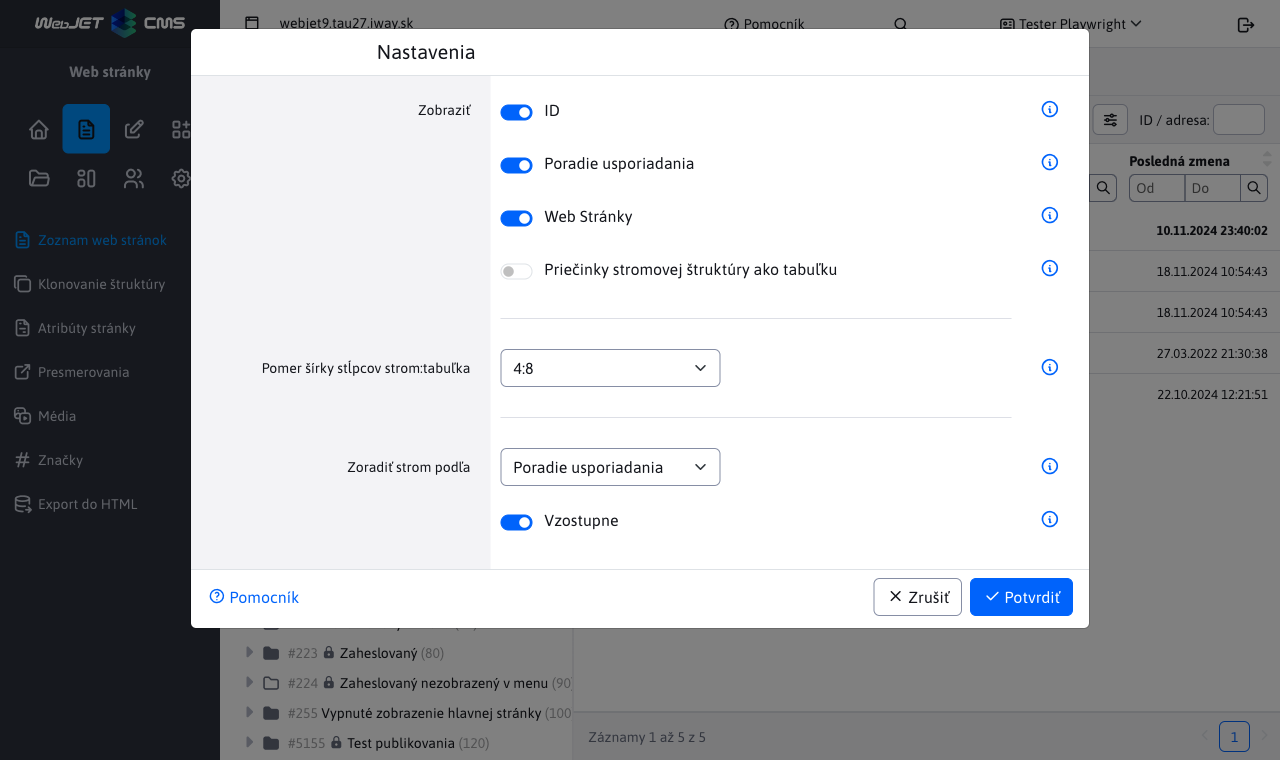 WebJET CMS
webjet9.tau27.iway.sk
Pomocník
Tester Playwright
Web stránky
Zoznam web stránok
Klonovanie štruktúry
Atribúty stránky
Presmerovania
Média
Značky
Export do HTML
Nastavenia
Zobraziť
ID
Poradie usporiadania
Web Stránky
Priečinky stromovej štruktúry ako tabuľku
Pomer šírky stĺpcov strom:tabuľka
4:8
Zoradiť strom podľa
Poradie usporiadania
Vzostupne
Pomocník
Zrušiť
Potvrdiť
ID / adresa:
Posledná zmena
Od
Do
10.11.2024 23:40:02
18.11.2024 10:54:43
18.11.2024 10:54:43
27.03.2022 21:30:38
22.10.2024 12:21:51
#223 Zaheslovaný (80)
#224 Zaheslovaný nezobrazený v menu (90)
#255 Vypnuté zobrazenie hlavnej stránky (100
#5155 Test publikovania (120)
Záznamy 1 až 5 z 5
1